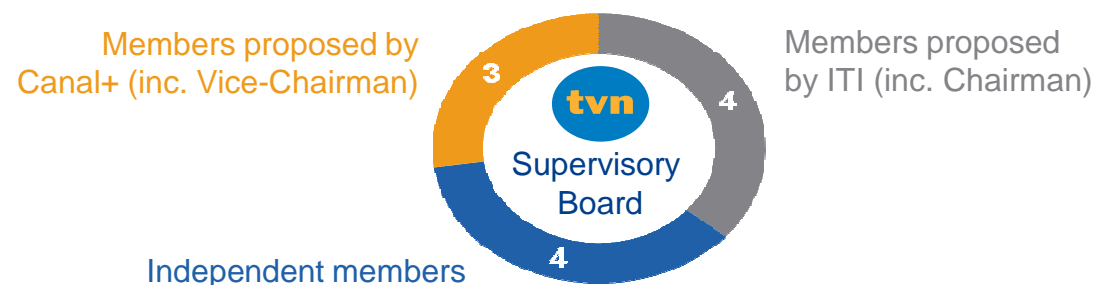 Members proposed by
Canal+ (inc. Vice-Chairman)
3
Members proposed
by ITI (inc. Chairman)
4
tvn
Supervisory
Board
4
Independent members